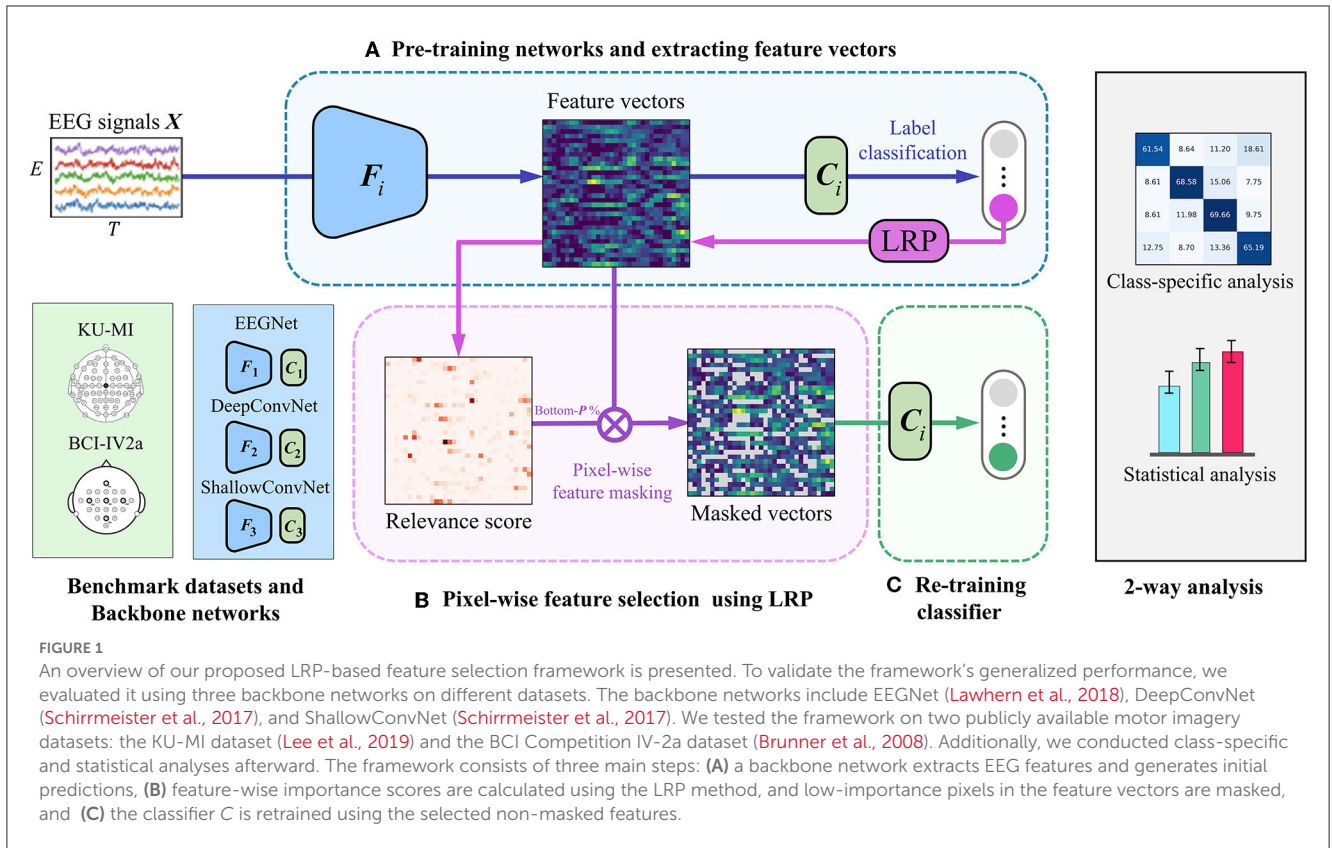 A Pre-training networks and extracting feature vectors
EEG signals X
E
T
F_i
Feature vectors
Label
classification
C_i
LRP
KU-MI
BCI-IV2a
EEGNet
F_1 C_1
DeepConvNet
F_2 C_2
ShallowConvNet
F_3 C_3
Benchmark datasets and
Backbone networks
Relevance score
Bottom-P%
Pixel-wise
feature masking
Masked vectors
B Pixel-wise feature selection using LRP
C_i
C Re-training
classifier
61.54 8.64 11.20 18.61
8.61 68.58 15.06 7.75
8.61 11.98 69.66 9.75
12.75 8.70 13.36 65.19
Class-specific analysis
Statistical analysis
2-way analysis
FIGURE 1
An overview of our proposed LRP-based feature selection framework is presented. To validate the framework's generalized performance, we
evaluated it using three backbone networks on different datasets. The backbone networks include EEGNet (Lawhern et al., 2018), DeepConvNet
(Schirrmeister et al., 2017), and ShallowConvNet (Schirrmeister et al., 2017). We tested the framework on two publicly available motor imagery
datasets: the KU-MI dataset (Lee et al., 2019) and the BCI Competition IV-2a dataset (Brunner et al., 2008). Additionally, we conducted class-specific
and statistical analyses afterward. The framework consists of three main steps: (A) a backbone network extracts EEG features and generates initial
predictions, (B) feature-wise importance scores are calculated using the LRP method, and low-importance pixels in the feature vectors are masked,
and (C) the classifier C is retrained using the selected non-masked features.